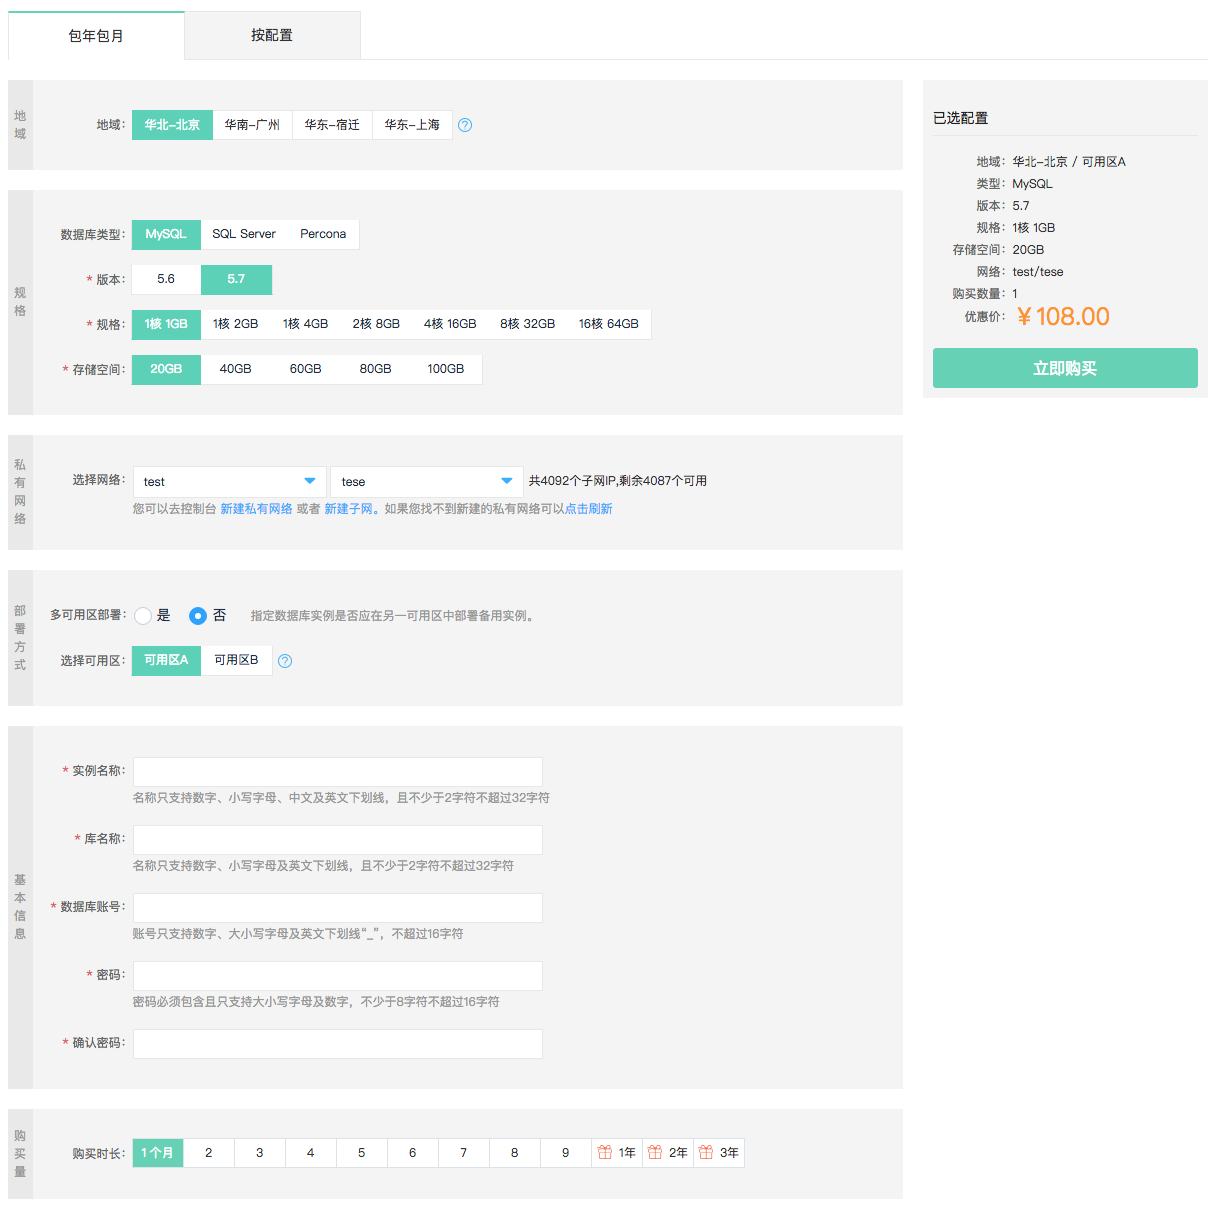 包年包月 按配置
地域
地域： 华北-北京 华南-广州 华东-宿迁 华东-上海 ?
规格
数据库类型： MySQL SQL Server Percona
* 版本： 5.6 5.7
* 规格： 1核 1GB 1核 2GB 1核 4GB 2核 8GB 4核 16GB 8核 32GB 16核 64GB
* 存储空间： 20GB 40GB 60GB 80GB 100GB
私有网络
选择网络： test tese 共4092个子网IP,剩余4087个可用
您可以去控制台 新建私有网络 或者 新建子网。如果您找不到新建的私有网络可以点击刷新
部署方式
多可用区部署： 是 否 指定数据库实例是否应在另一可用区中部署备用实例。
选择可用区： 可用区A 可用区B ?
基本信息
* 实例名称：
名称只支持数字、小写字母、中文及英文下划线，且不少于2字符不超过32字符
* 库名称：
名称只支持数字、小写字母及英文下划线，且不少于2字符不超过32字符
* 数据库账号：
账号只支持数字、大小写字母及英文下划线“_”，不超过16字符
* 密码：
密码必须包含且只支持大小写字母及数字，不少于8字符不超过16字符
* 确认密码：
购买量
购买时长： 1个月 2 3 4 5 6 7 8 9 1年 2年 3年
已选配置
地域： 华北-北京 / 可用区A
类型： MySQL
版本： 5.7
规格： 1核 1GB
存储空间： 20GB
网络： test/tese
购买数量： 1
优惠价： ￥108.00
立即购买